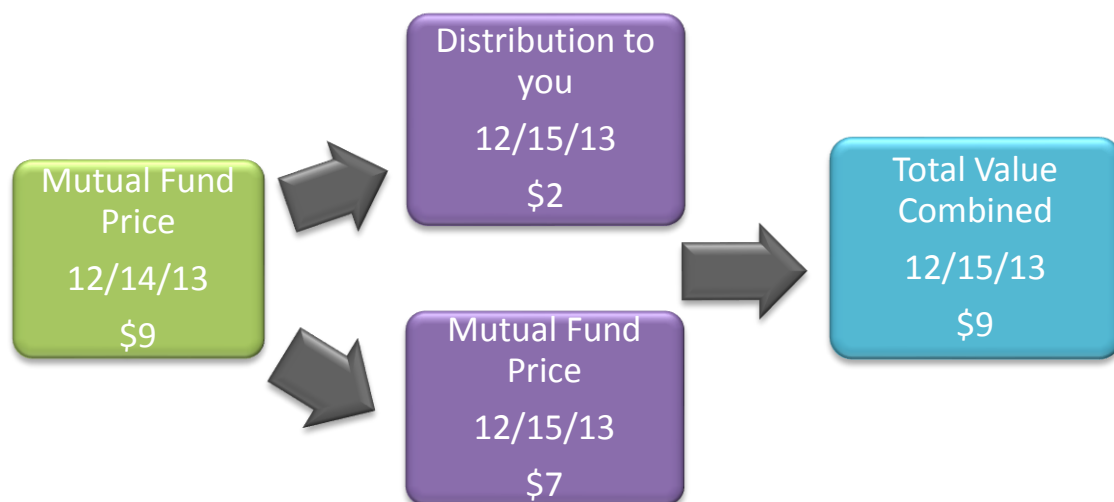 Mutual Fund
Price
12/14/13
$9
Distribution to
you
12/15/13
$2
Mutual Fund
Price
12/15/13
$7
Total Value
Combined
12/15/13
$9